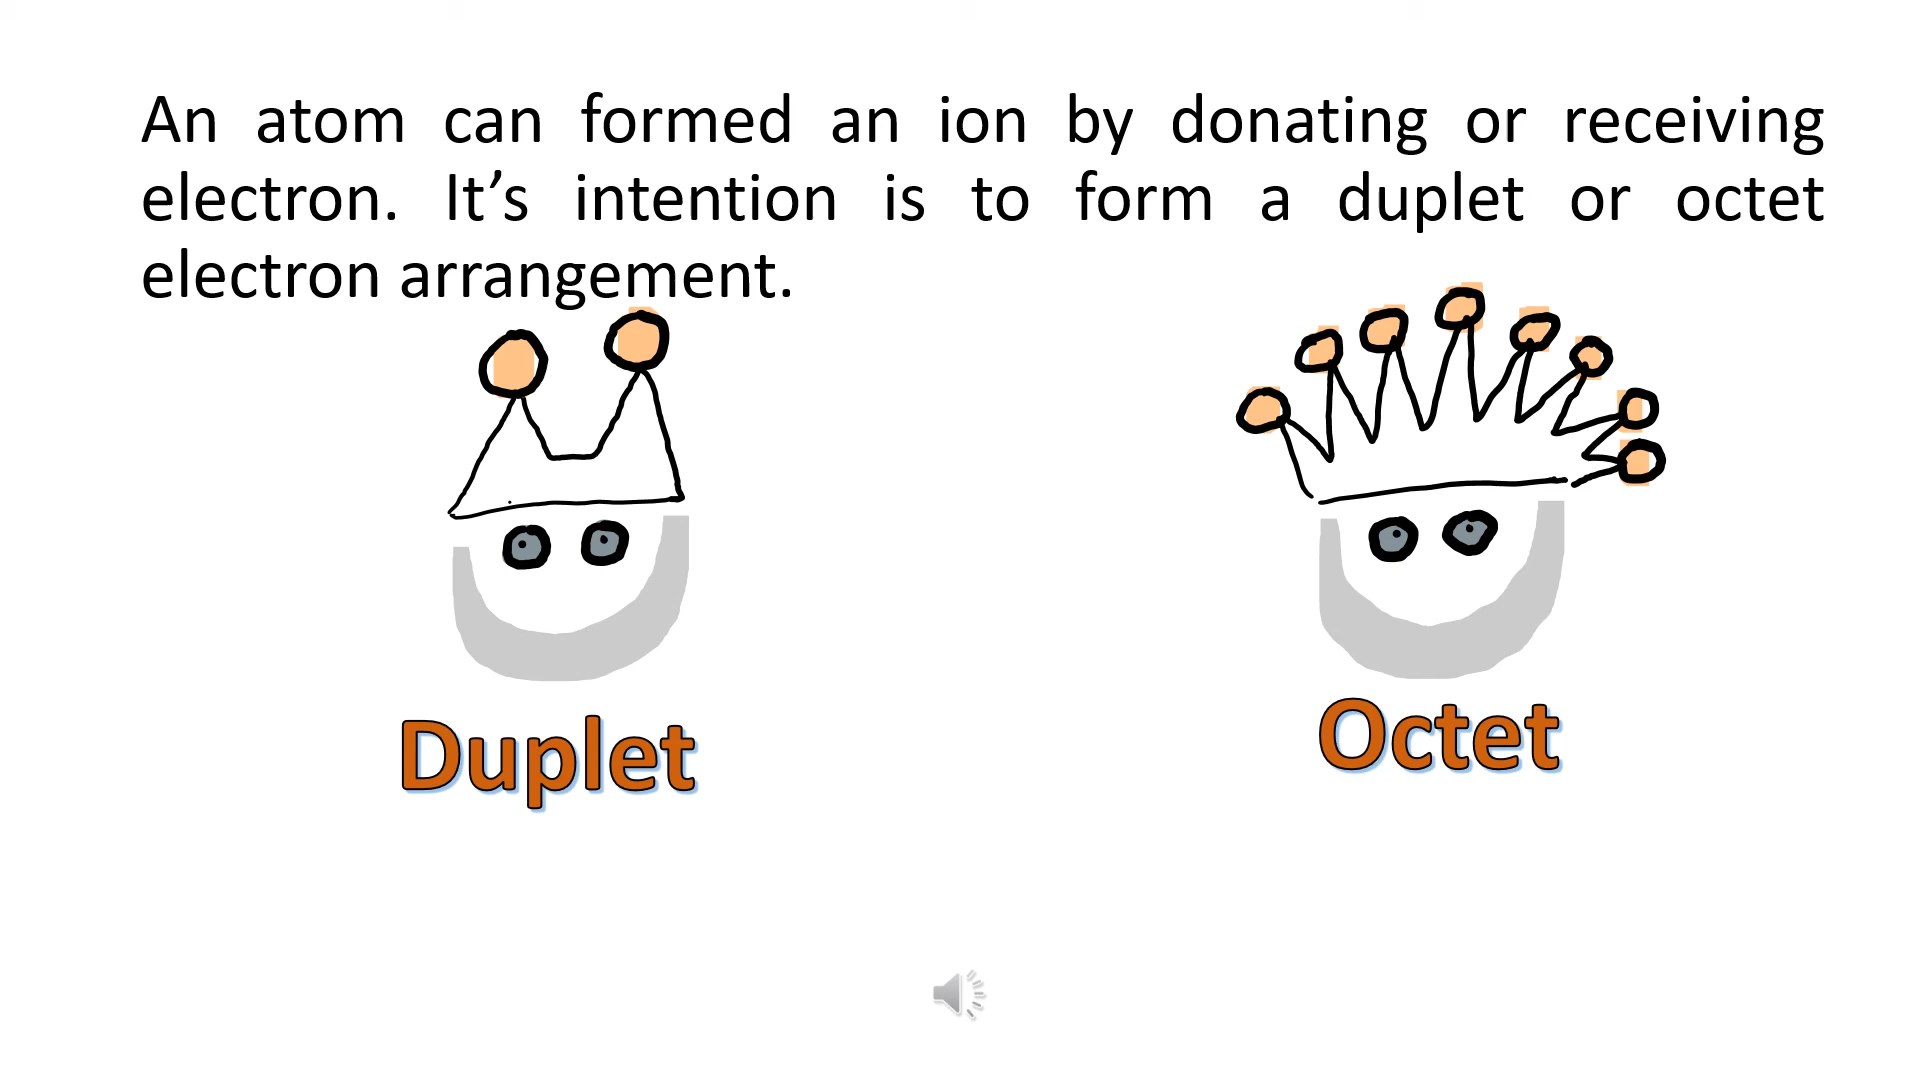 An atom can formed an ion by donating or receiving
electron. It’s intention is to form a duplet or octet
electron arrangement.
Duplet
Octet